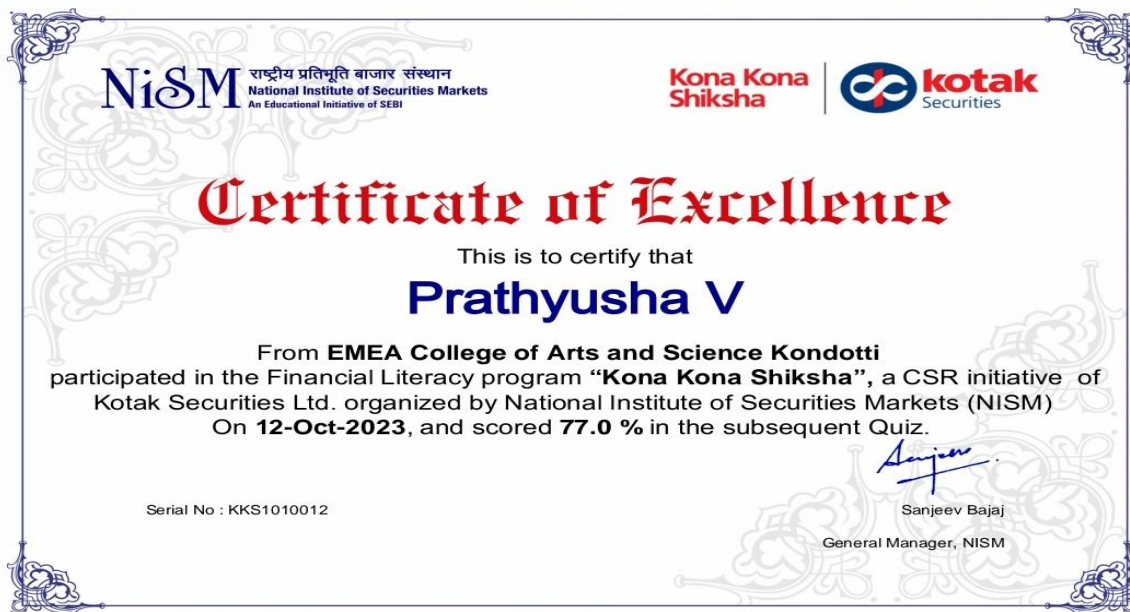 NiSM
राष्ट्रीय प्रतिभूति बाजार संस्थान
National Institute of Securities Markets
An Educational Initiative of SEBI
Kona Kona
Shiksha
kotak
Securities
Certificate of Excellence
This is to certify that
Prathyusha V
From EMEA College of Arts and Science Kondotti
participated in the Financial Literacy program “Kona Kona Shiksha”, a CSR initiative of
Kotak Securities Ltd. organized by National Institute of Securities Markets (NISM)
On 12-Oct-2023, and scored 77.0 % in the subsequent Quiz.
Serial No : KKS1010012
Sanjeev Bajaj
General Manager, NISM